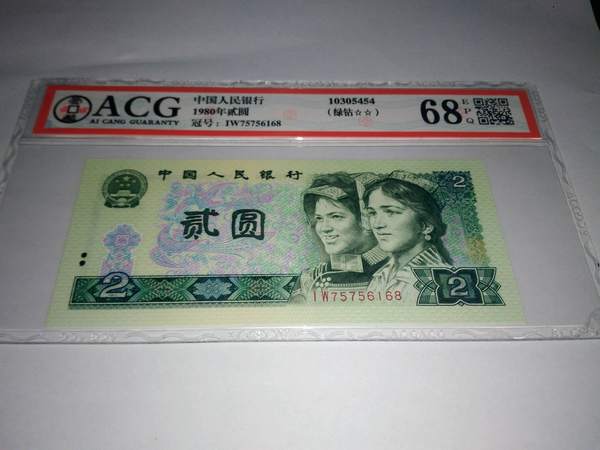 ACG
AI CANG GUARANTY
中国人民银行
1980年贰圆
冠号：IW75756168
10305454
(绿钻☆☆)
68
E
P
Q
中国人民银行
贰圆
2
2
IW75756168
2